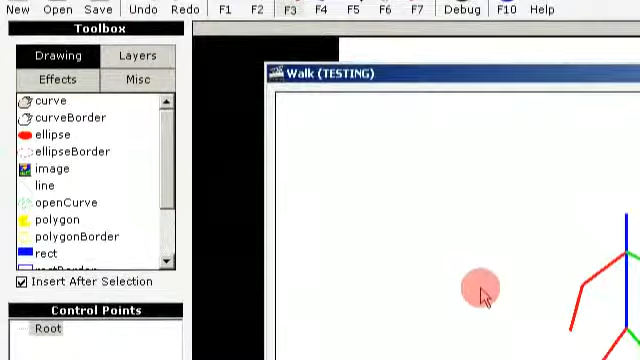 New Open Save Undo Redo F1 F2 F3 F4 F5 F6 F7 Debug F10 Help
Toolbox
Drawing Layers
Effects Misc
curve
curveBorder
ellipse
ellipseBorder
image
line
openCurve
polygon
polygonBorder
rect
rectBorder
Insert After Selection
Control Points
Root
Walk (TESTING)